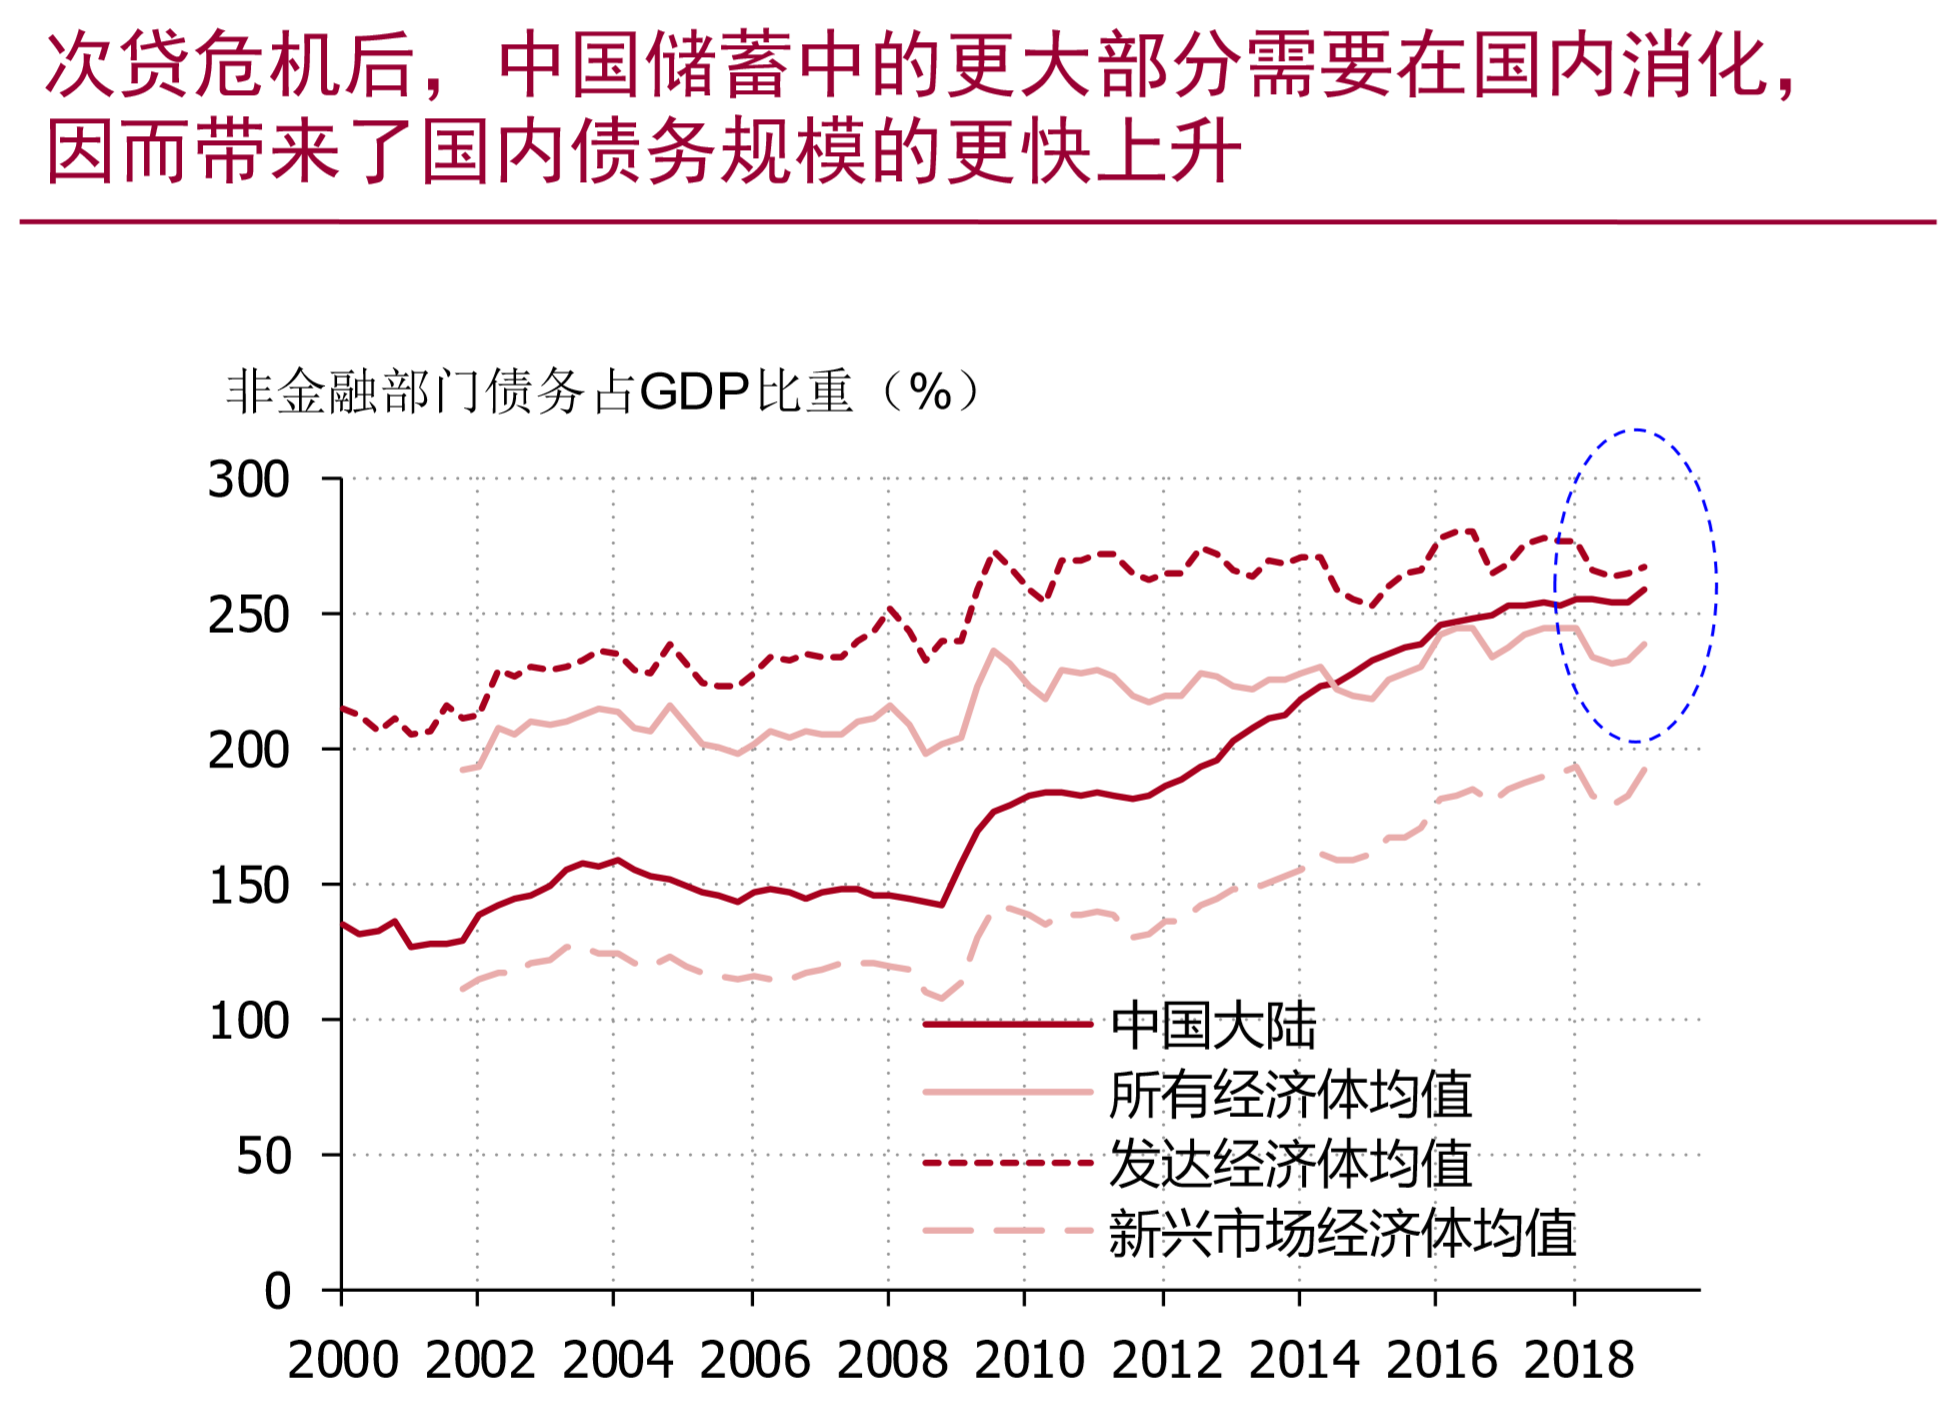 次贷危机后，中国储蓄中的更大部分需要在国内消化，
因而带来了国内债务规模的更快上升
非金融部门债务占GDP比重（%）
300
250
200
150
100
50
0
中国大陆
所有经济体均值
发达经济体均值
新兴市场经济体均值
2000 2002 2004 2006 2008 2010 2012 2014 2016 2018